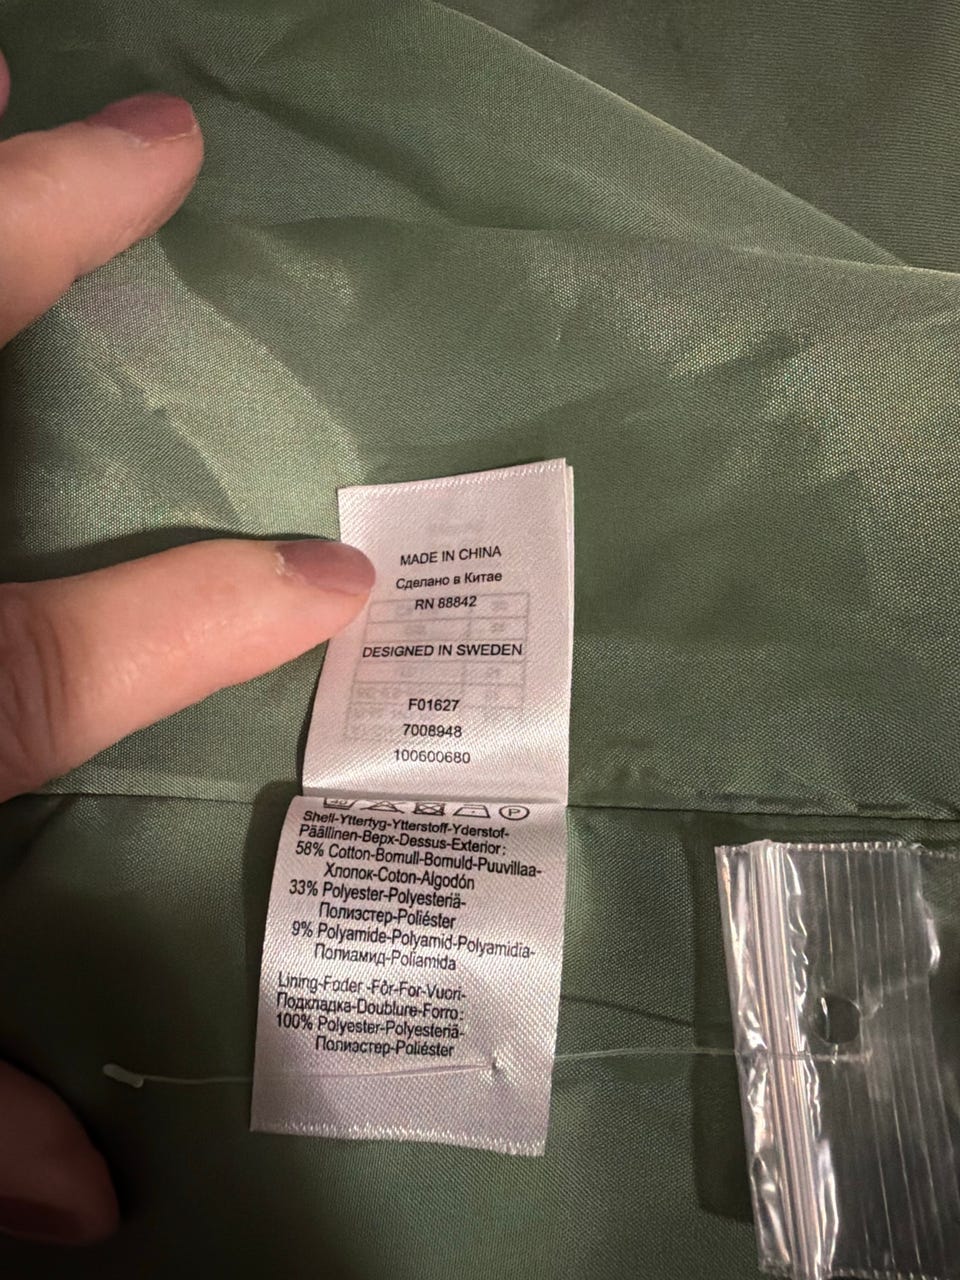 MADE IN CHINA
Сделано в Китае
RN 88842
DESIGNED IN SWEDEN
F01627
7008948
100600680
40 P
Shell-Yttertyg-Ytterstoff-Yderstof-
Päällinen-Верх-Dessus-Exterior:
58% Cotton-Bomull-Bomuld-Puuvillaa-
Хлопок-Coton-Algodón
33% Polyester-Polyesteriä-
Полиэстер-Poliéster
9% Polyamide-Polyamid-Polyamidia-
Полиамид-Poliamida
Lining-Foder -Fôr-For-Vuori-
Подкладка-Doublure-Forro:
100% Polyester-Polyesteriä-
Полиэстер-Poliéster